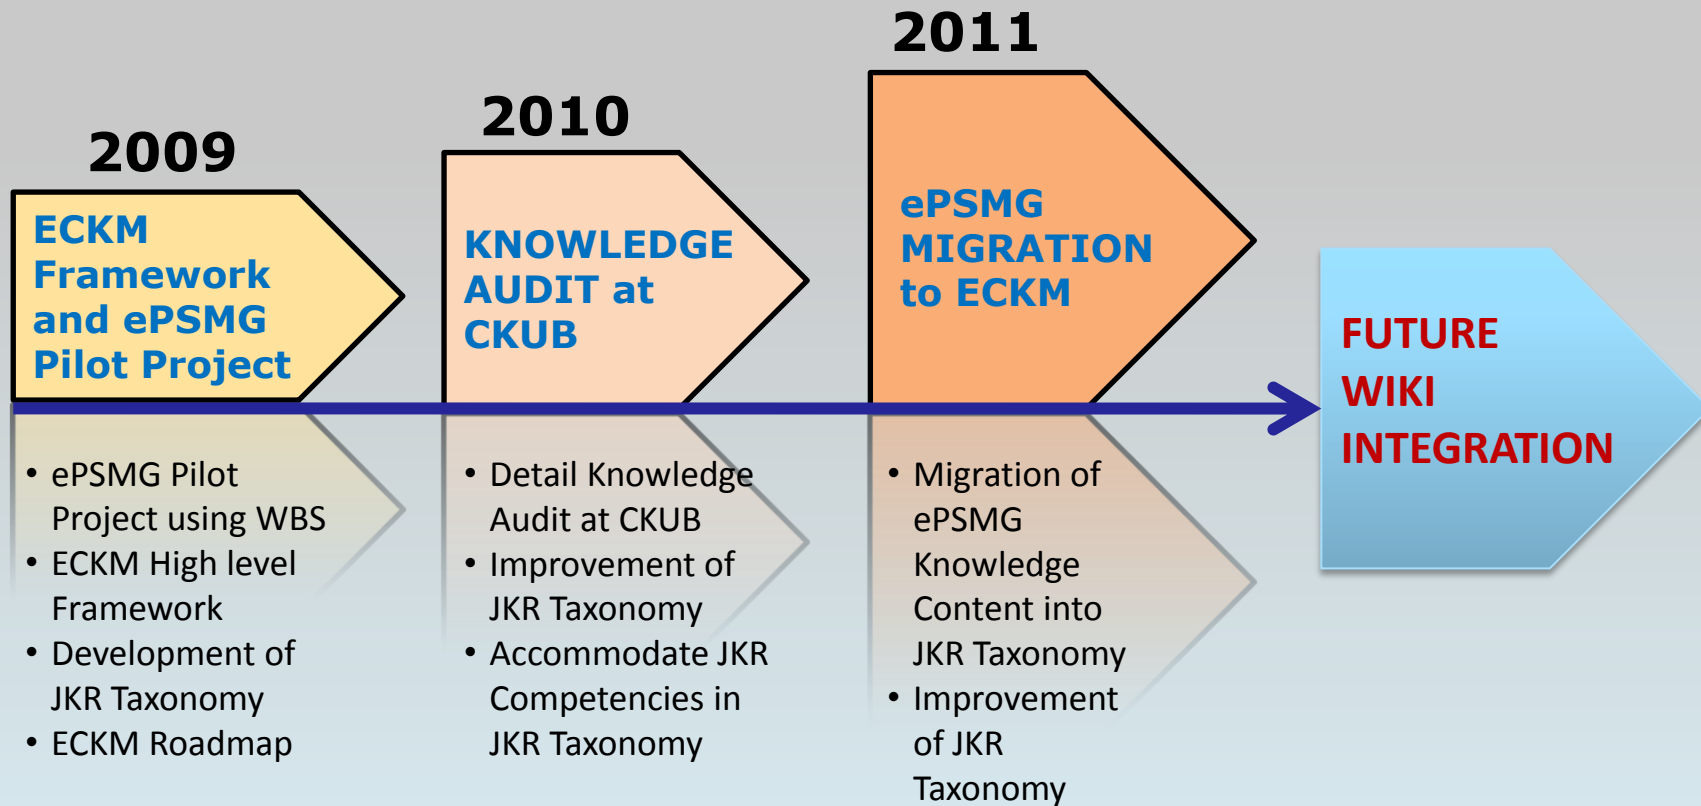 2009
ECKM
Framework
and ePSMG
Pilot Project
• ePSMG Pilot
Project using WBS
• ECKM High level
Framework
• Development of
JKR Taxonomy
• ECKM Roadmap
2010
KNOWLEDGE
AUDIT at
CKUB
• Detail Knowledge
Audit at CKUB
• Improvement of
JKR Taxonomy
• Accommodate JKR
Competencies in
JKR Taxonomy
2011
ePSMG
MIGRATION
to ECKM
• Migration of
ePSMG
Knowledge
Content into
JKR Taxonomy
• Improvement
of JKR
Taxonomy
FUTURE
WIKI
INTEGRATION